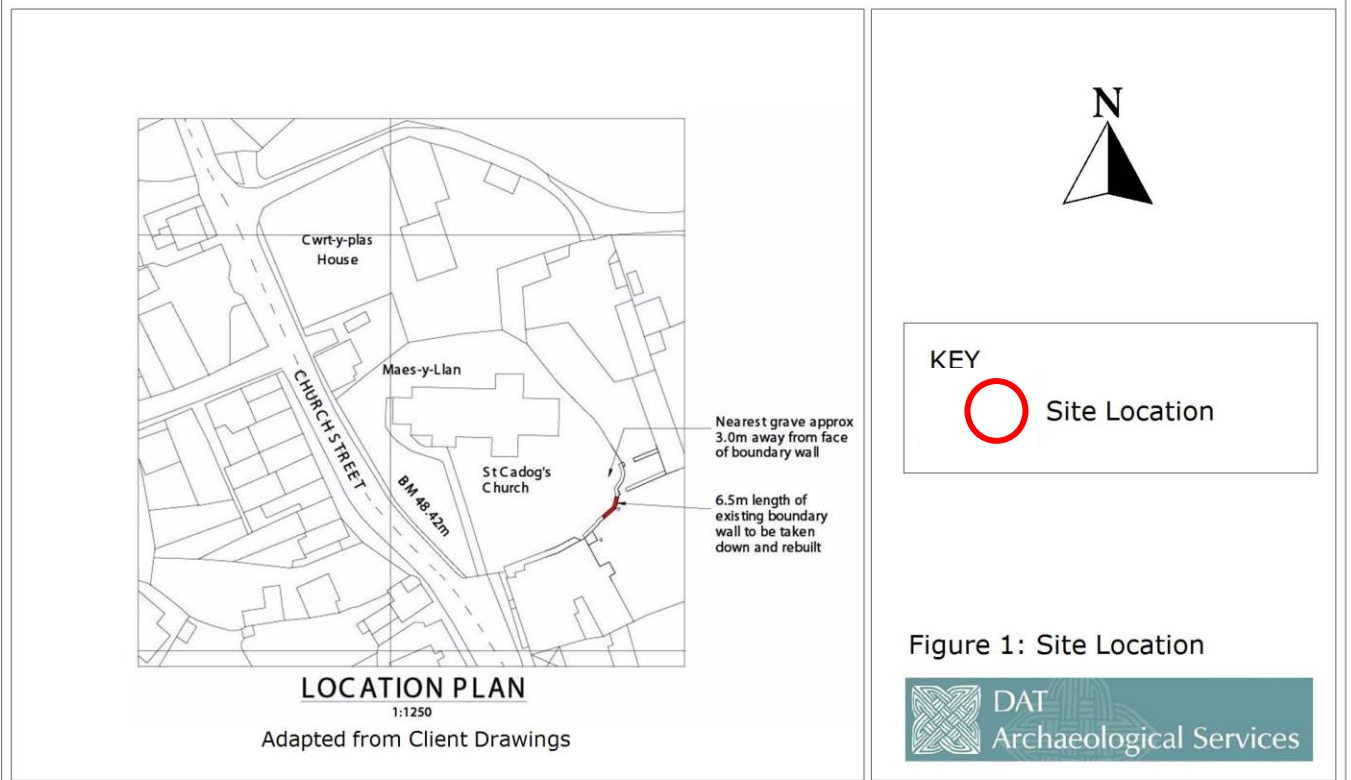 Cwrt-y-plas
House
Maes-y-Llan
CHURCH STREET
BM 48.42m
St Cadog's
Church
Nearest grave approx
3.0m away from face
of boundary wall
6.5m length of
existing boundary
wall to be taken
down and rebuilt
LOCATION PLAN
1:1250
Adapted from Client Drawings
N
KEY
Site Location
Figure 1: Site Location
DAT
Archaeological Services